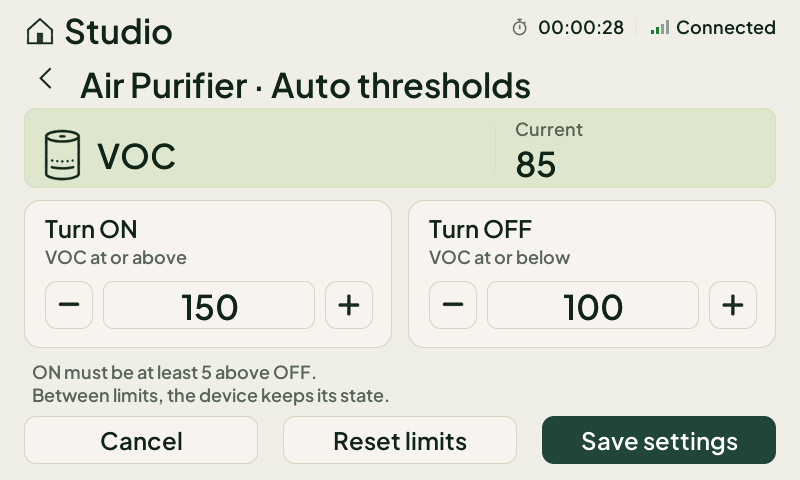 Studio
00:00:28
Connected
Air Purifier · Auto thresholds
VOC
Current
85
Turn ON
VOC at or above
− 150 +
Turn OFF
VOC at or below
− 100 +
ON must be at least 5 above OFF.
Between limits, the device keeps its state.
Cancel
Reset limits
Save settings